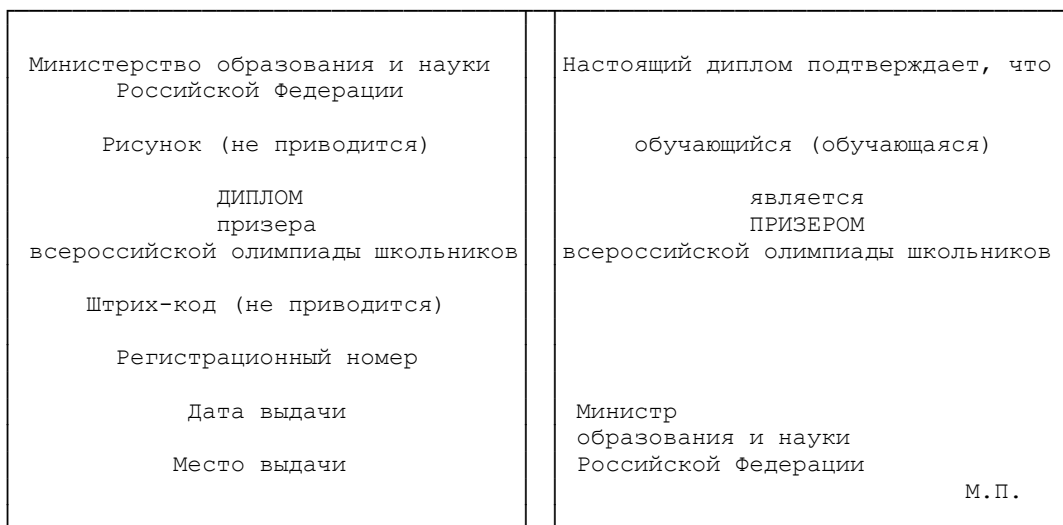 Министерство образования и науки
Российской Федерации
Рисунок (не приводится)
ДИПЛОМ
призера
всероссийской олимпиады школьников
Штрих-код (не приводится)
Регистрационный номер
Дата выдачи
Место выдачи
Настоящий диплом подтверждает, что
обучающийся (обучающаяся)
является
ПРИЗЕРОМ
всероссийской олимпиады школьников
Министр
образования и науки
Российской Федерации
М.П.